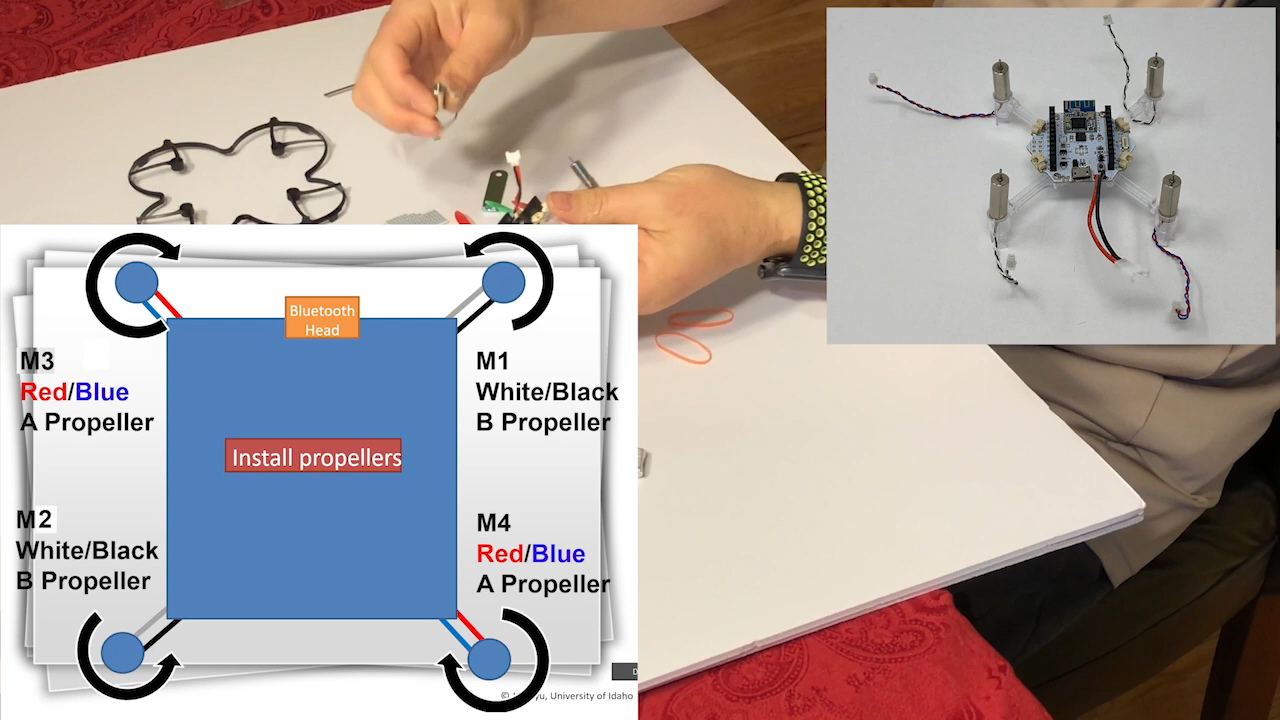 Bluetooth
Head
M3
Red/Blue
A Propeller
M1
White/Black
B Propeller
Install propellers
M2
White/Black
B Propeller
M4
Red/Blue
A Propeller
University of Idaho